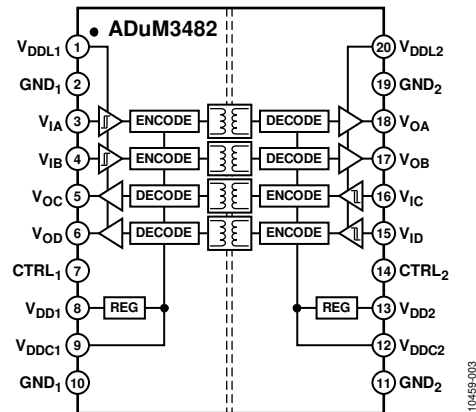 ADuM3482
VDDL1 1
20 VDDL2
GND1 2
19 GND2
VIA 3 ENCODE DECODE 18 VOA
VIB 4 ENCODE DECODE 17 VOB
VOC 5 DECODE ENCODE 16 VIC
VOD 6 DECODE ENCODE 15 VID
CTRL1 7
14 CTRL2
VDD1 8 REG
REG 13 VDD2
VDDC1 9
12 VDDC2
GND1 10
11 GND2
10459-003